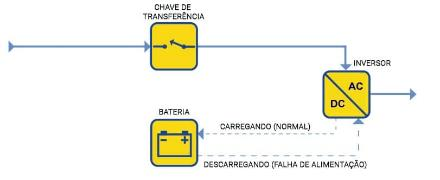 CHAVE DE
TRANSFERÊNCIA
INVERSOR
AC
DC
BATERIA
CARREGANDO (NORMAL)
DESCARREGANDO (FALHA DE ALIMENTAÇÃO)